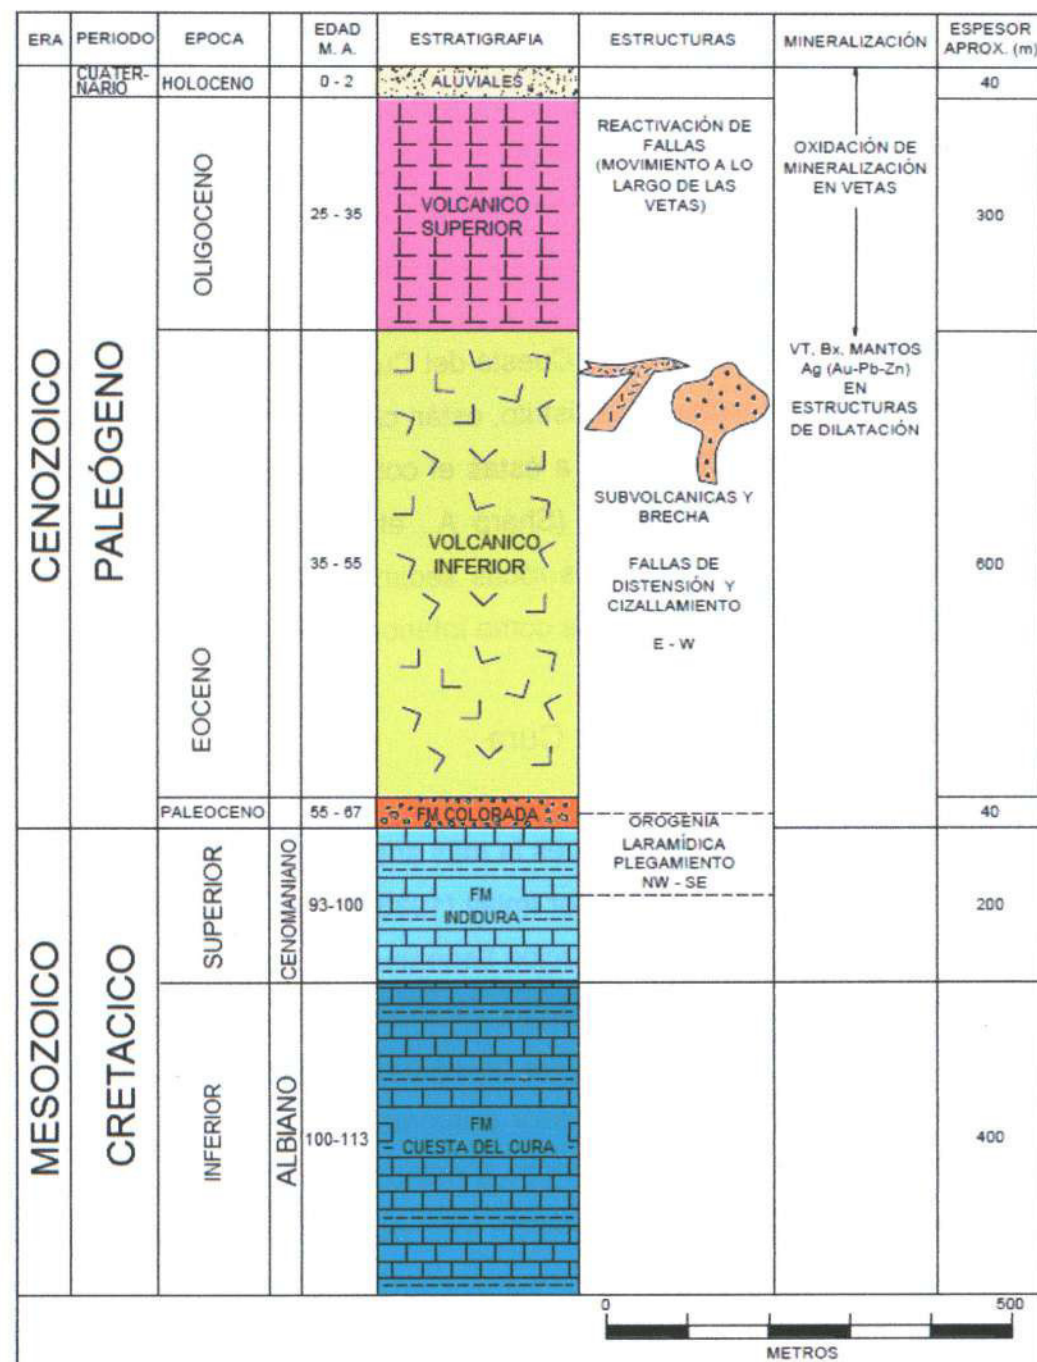 ERA PERIODO EPOCA EDAD M. A. ESTRATIGRAFIA ESTRUCTURAS MINERALIZACIÓN ESPESOR APROX. (m)
CENOZOICO
MESOZOICO
CUATER-
NARIO
PALEÓGENO
CRETACICO
HOLOCENO
OLIGOCENO
EOCENO
PALEOCENO
SUPERIOR
INFERIOR
CENOMANIANO
ALBIANO
0 - 2
25 - 35
35 - 55
55 - 67
93-100
100-113
ALUVIALES
VOLCANICO
SUPERIOR
VOLCANICO
INFERIOR
FM COLORADA
FM
INDIDURA
FM
CUESTA DEL CURA
REACTIVACIÓN DE
FALLAS
(MOVIMIENTO A LO
LARGO DE LAS
VETAS)
SUBVOLCANICAS Y
BRECHA
FALLAS DE
DISTENSIÓN Y
CIZALLAMIENTO
E - W
OROGENIA
LARAMÍDICA
PLEGAMIENTO
NW - SE
OXIDACIÓN DE
MINERALIZACIÓN
EN VETAS
VT. Bx. MANTOS
Ag (Au-Pb-Zn)
EN
ESTRUCTURAS
DE DILATACIÓN
40
300
600
40
200
400
0 500
METROS